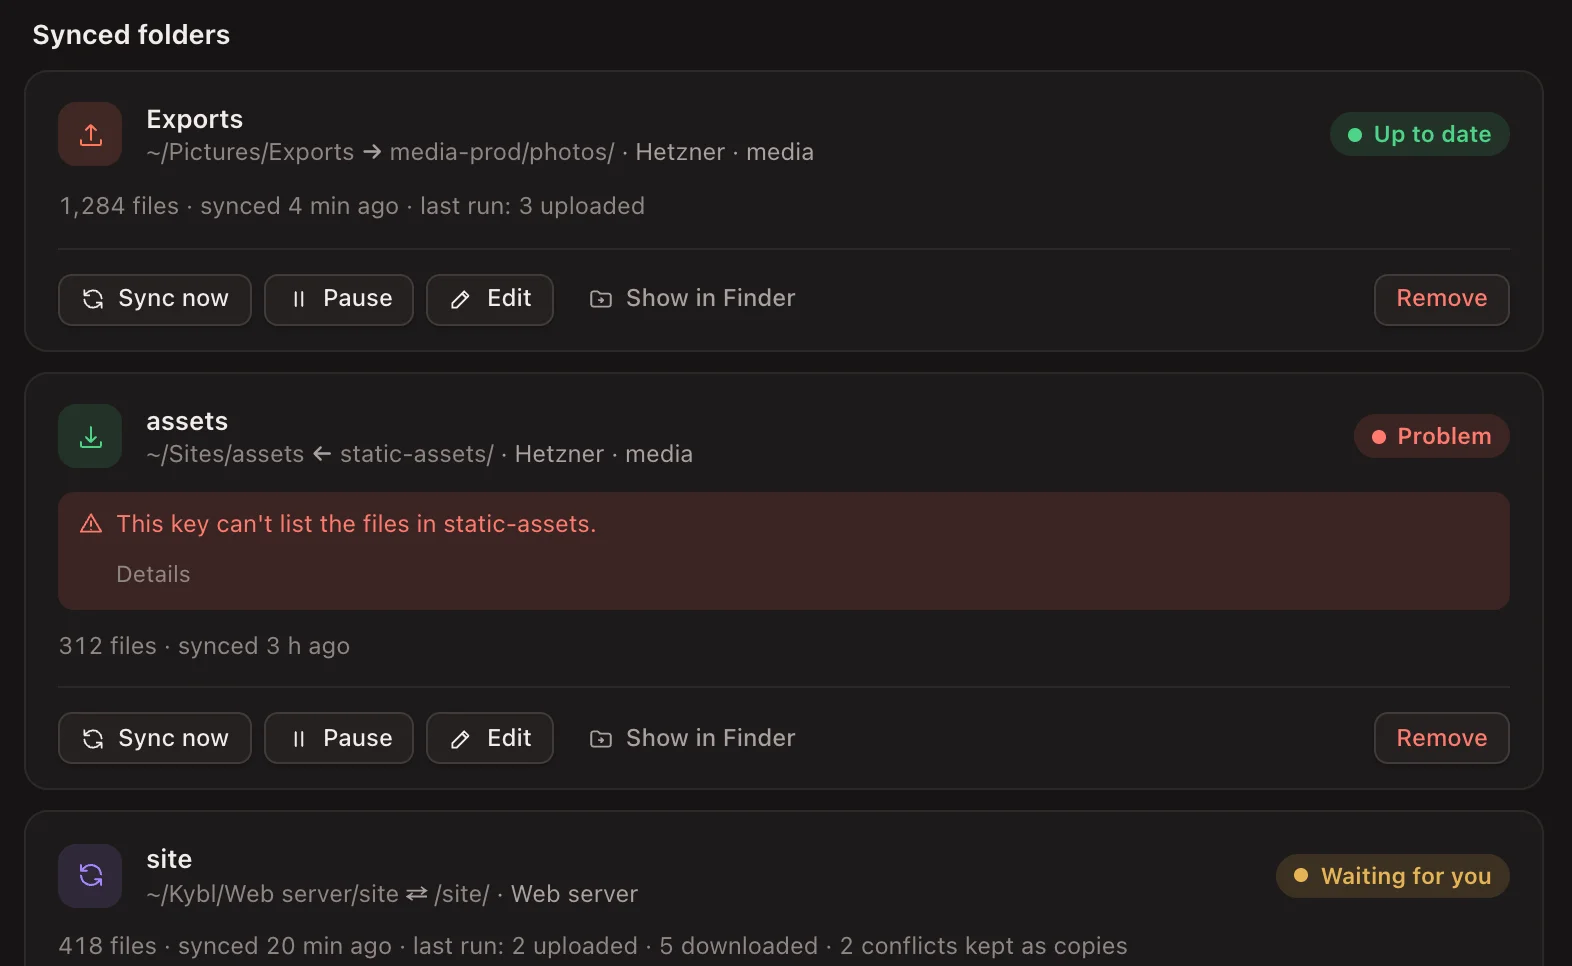 Synced folders
Exports
~/Pictures/Exports → media-prod/photos/ · Hetzner · media
Up to date
1,284 files · synced 4 min ago · last run: 3 uploaded
Sync now
Pause
Edit
Show in Finder
Remove
assets
~/Sites/assets ← static-assets/ · Hetzner · media
Problem
This key can't list the files in static-assets.
Details
312 files · synced 3 h ago
Sync now
Pause
Edit
Show in Finder
Remove
site
~/Kybl/Web server/site ⇄ /site/ · Web server
Waiting for you
418 files · synced 20 min ago · last run: 2 uploaded · 5 downloaded · 2 conflicts kept as copies